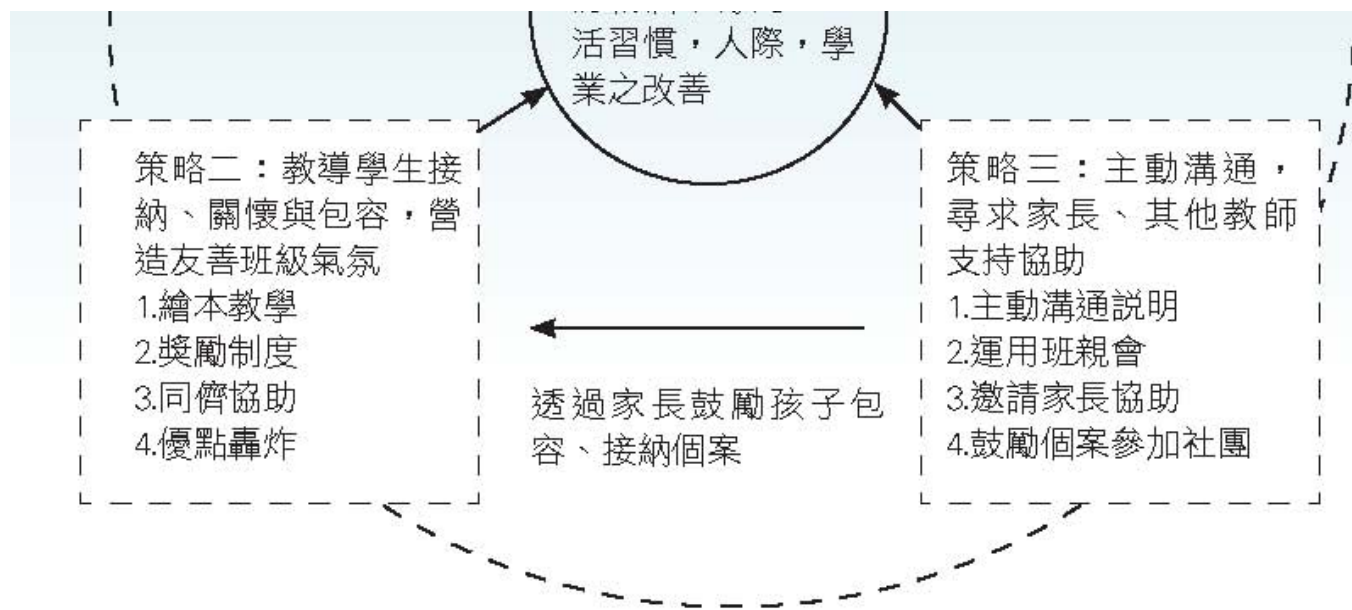 活習慣，人際，學
業之改善
策略二：教導學生接
納、關懷與包容，營
造友善班級氣氛
1.繪本教學
2.獎勵制度
3.同儕協助
4.優點轟炸
透過家長鼓勵孩子包
容、接納個案
策略三：主動溝通，
尋求家長、其他教師
支持協助
1.主動溝通説明
2.運用班親會
3.邀請家長協助
4.鼓勵個案參加社團